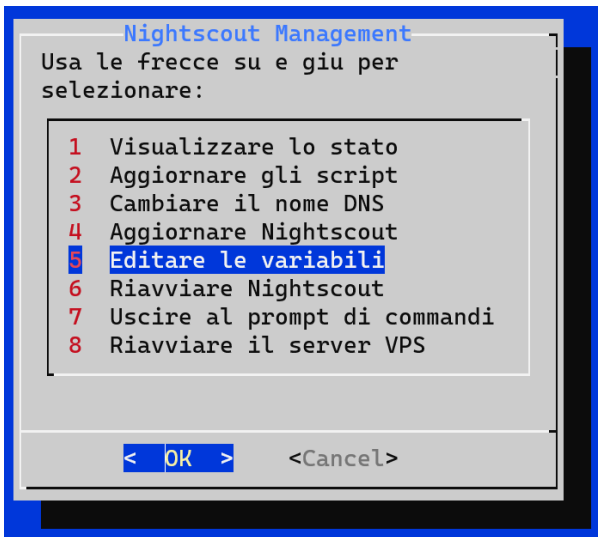 Nightscout Management
Usa le frecce su e giu per
selezionare:
1 Visualizzare lo stato
2 Aggiornare gli script
3 Cambiare il nome DNS
4 Aggiornare Nightscout
5 Editare le variabili
6 Riavviare Nightscout
7 Uscire al prompt di commandi
8 Riavviare il server VPS
< OK > <Cancel>